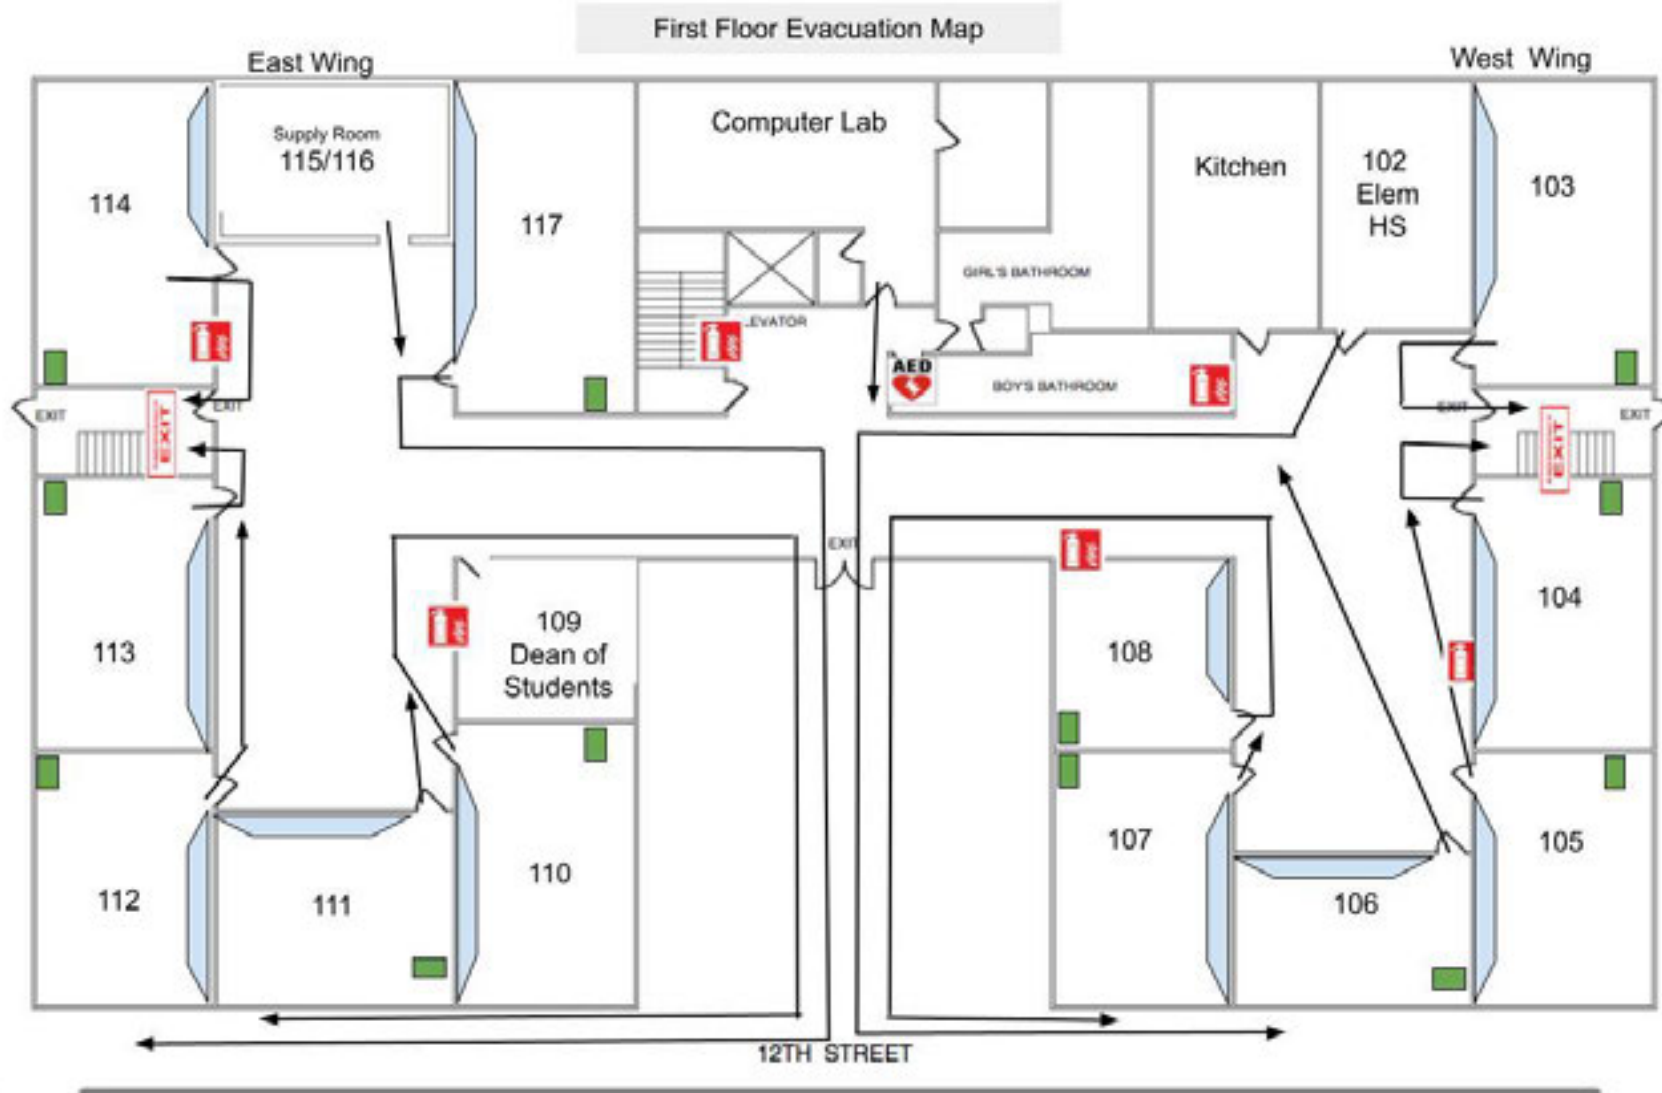 First Floor Evacuation Map
East Wing
West Wing
Supply Room
115/116
114
117
Computer Lab
Kitchen
102
Elem
HS
103
GIRL'S BATHROOM
EVATOR
AED
BOY'S BATHROOM
EXIT
EXIT
EXIT
EXIT
EXIT
EXIT
EXIT
113
109
Dean of
Students
108
104
112
111
110
107
106
105
12TH STREET